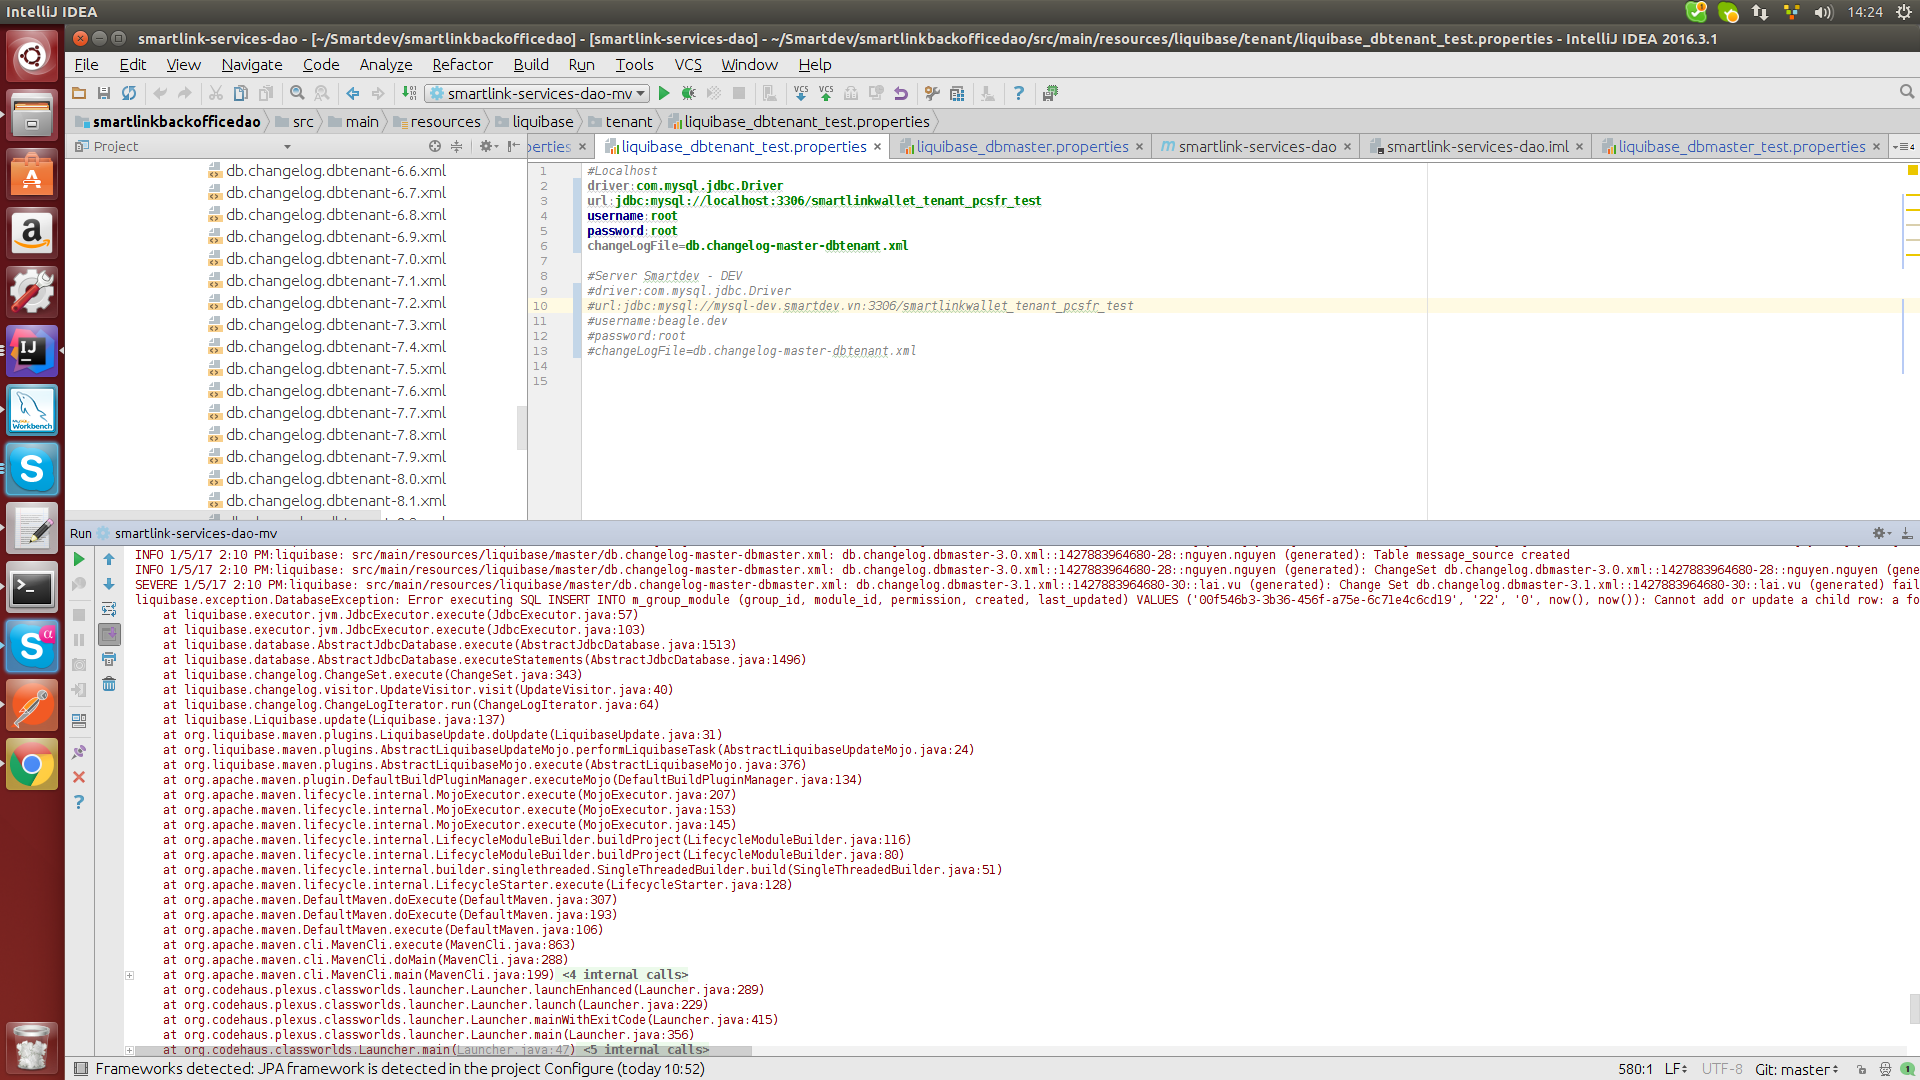 IntelliJ IDEA
14:24
smartlink-services-dao - [~/Smartdev/smartlinkbackofficedao] - [smartlink-services-dao] - ~/Smartdev/smartlinkbackofficedao/src/main/resources/liquibase/tenant/liquibase_dbtenant_test.properties - IntelliJ IDEA 2016.3.1
File Edit View Navigate Code Analyze Refactor Build Run Tools VCS Window Help
smartlink-services-dao-mv
smartlinkbackofficedao src main resources liquibase tenant liquibase_dbtenant_test.properties
Project
perties liquibase_dbtenant_test.properties liquibase_dbmaster.properties smartlink-services-dao smartlink-services-dao.iml liquibase_dbmaster_test.properties
db.changelog.dbtenant-6.6.xml
db.changelog.dbtenant-6.7.xml
db.changelog.dbtenant-6.8.xml
db.changelog.dbtenant-6.9.xml
db.changelog.dbtenant-7.0.xml
db.changelog.dbtenant-7.1.xml
db.changelog.dbtenant-7.2.xml
db.changelog.dbtenant-7.3.xml
db.changelog.dbtenant-7.4.xml
db.changelog.dbtenant-7.5.xml
db.changelog.dbtenant-7.6.xml
db.changelog.dbtenant-7.7.xml
db.changelog.dbtenant-7.8.xml
db.changelog.dbtenant-7.9.xml
db.changelog.dbtenant-8.0.xml
db.changelog.dbtenant-8.1.xml
1 #Localhost
2 driver:com.mysql.jdbc.Driver
3 url:jdbc:mysql://localhost:3306/smartlinkwallet_tenant_pcsfr_test
4 username:root
5 password:root
6 changeLogFile=db.changelog-master-dbtenant.xml
7
8 #Server Smartdev - DEV
9 #driver:com.mysql.jdbc.Driver
10 #url:jdbc:mysql://mysql-dev.smartdev.vn:3306/smartlinkwallet_tenant_pcsfr_test
11 #username:beagle.dev
12 #password:root
13 #changeLogFile=db.changelog-master-dbtenant.xml
14
15
Run smartlink-services-dao-mv
INFO 1/5/17 2:10 PM:liquibase: src/main/resources/liquibase/master/db.changelog-master-dbmaster.xml: db.changelog.dbmaster-3.0.xml::1427883964680-28::nguyen.nguyen (generated): Table message_source created
INFO 1/5/17 2:10 PM:liquibase: src/main/resources/liquibase/master/db.changelog-master-dbmaster.xml: db.changelog.dbmaster-3.0.xml::1427883964680-28::nguyen.nguyen (generated): ChangeSet db.changelog.dbmaster-3.0.xml::1427883964680-28::nguyen.nguyen (gene
SEVERE 1/5/17 2:10 PM:liquibase: src/main/resources/liquibase/master/db.changelog-master-dbmaster.xml: db.changelog.dbmaster-3.1.xml::1427883964680-30::lai.vu (generated): Change Set db.changelog.dbmaster-3.1.xml::1427883964680-30::lai.vu (generated) fail
liquibase.exception.DatabaseException: Error executing SQL INSERT INTO m_group_module (group_id, module_id, permission, created, last_updated) VALUES ('00f546b3-3b36-456f-a75e-6c71e4c6cd19', '22', '0', now(), now()): Cannot add or update a child row: a fo
at liquibase.executor.jvm.JdbcExecutor.execute(JdbcExecutor.java:57)
at liquibase.executor.jvm.JdbcExecutor.execute(JdbcExecutor.java:103)
at liquibase.database.AbstractJdbcDatabase.execute(AbstractJdbcDatabase.java:1513)
at liquibase.database.AbstractJdbcDatabase.executeStatements(AbstractJdbcDatabase.java:1496)
at liquibase.changelog.ChangeSet.execute(ChangeSet.java:343)
at liquibase.changelog.visitor.UpdateVisitor.visit(UpdateVisitor.java:40)
at liquibase.changelog.ChangeLogIterator.run(ChangeLogIterator.java:64)
at liquibase.Liquibase.update(Liquibase.java:137)
at org.liquibase.maven.plugins.LiquibaseUpdate.doUpdate(LiquibaseUpdate.java:31)
at org.liquibase.maven.plugins.AbstractLiquibaseUpdateMojo.performLiquibaseTask(AbstractLiquibaseUpdateMojo.java:24)
at org.liquibase.maven.plugins.AbstractLiquibaseMojo.execute(AbstractLiquibaseMojo.java:376)
at org.apache.maven.plugin.DefaultBuildPluginManager.executeMojo(DefaultBuildPluginManager.java:134)
at org.apache.maven.lifecycle.internal.MojoExecutor.execute(MojoExecutor.java:207)
at org.apache.maven.lifecycle.internal.MojoExecutor.execute(MojoExecutor.java:153)
at org.apache.maven.lifecycle.internal.MojoExecutor.execute(MojoExecutor.java:145)
at org.apache.maven.lifecycle.internal.LifecycleModuleBuilder.buildProject(LifecycleModuleBuilder.java:116)
at org.apache.maven.lifecycle.internal.LifecycleModuleBuilder.buildProject(LifecycleModuleBuilder.java:80)
at org.apache.maven.lifecycle.internal.builder.singlethreaded.SingleThreadedBuilder.build(SingleThreadedBuilder.java:51)
at org.apache.maven.lifecycle.internal.LifecycleStarter.execute(LifecycleStarter.java:128)
at org.apache.maven.DefaultMaven.doExecute(DefaultMaven.java:307)
at org.apache.maven.DefaultMaven.doExecute(DefaultMaven.java:193)
at org.apache.maven.DefaultMaven.execute(DefaultMaven.java:106)
at org.apache.maven.cli.MavenCli.execute(MavenCli.java:863)
at org.apache.maven.cli.MavenCli.doMain(MavenCli.java:288)
at org.apache.maven.cli.MavenCli.main(MavenCli.java:199) <4 internal calls>
at org.codehaus.plexus.classworlds.launcher.Launcher.launchEnhanced(Launcher.java:289)
at org.codehaus.plexus.classworlds.launcher.Launcher.launch(Launcher.java:229)
at org.codehaus.plexus.classworlds.launcher.Launcher.mainWithExitCode(Launcher.java:415)
at org.codehaus.plexus.classworlds.launcher.Launcher.main(Launcher.java:356)
at org.codehaus.classworlds.Launcher.main(Launcher.java:47) <5 internal calls>
Frameworks detected: JPA framework is detected in the project Configure (today 10:52)
580:1 LF UTF-8 Git: master 1